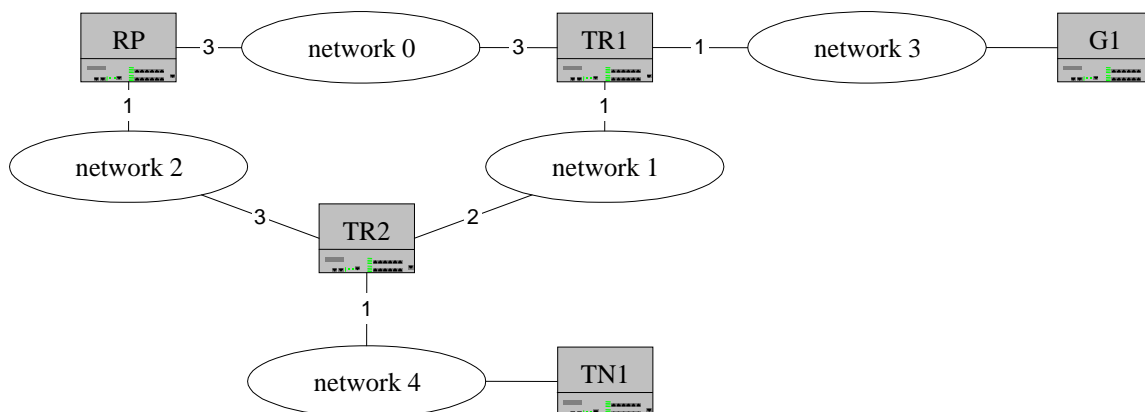 RP
3
network 0
3
TR1
1
network 3
G1
1
1
network 2
network 1
3
TR2
2
1
network 4
TN1